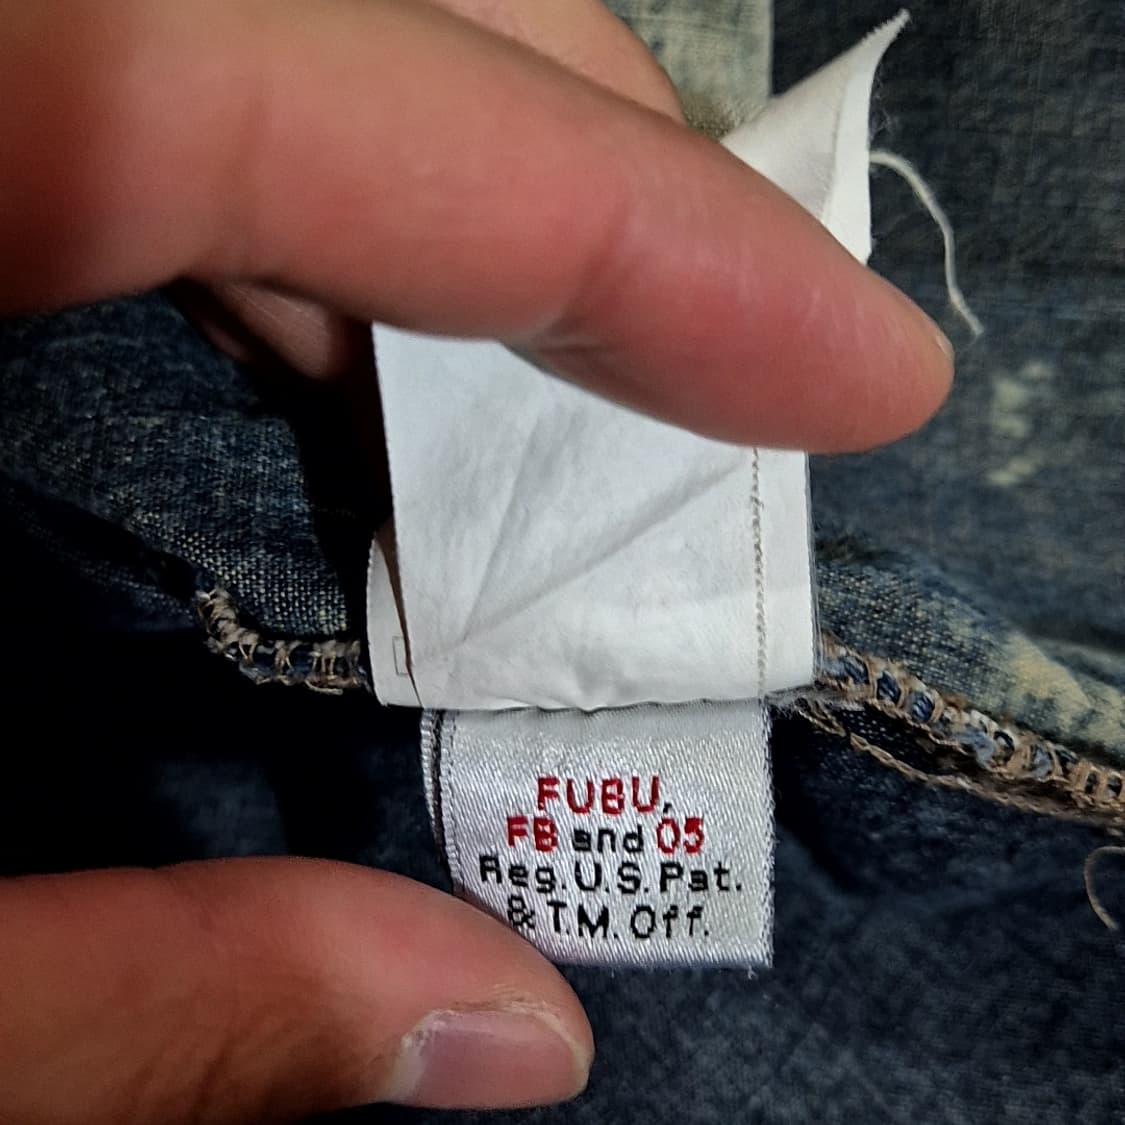 FUBU,
FB and 05
Reg. U.S. Pat.
& T.M. Off.